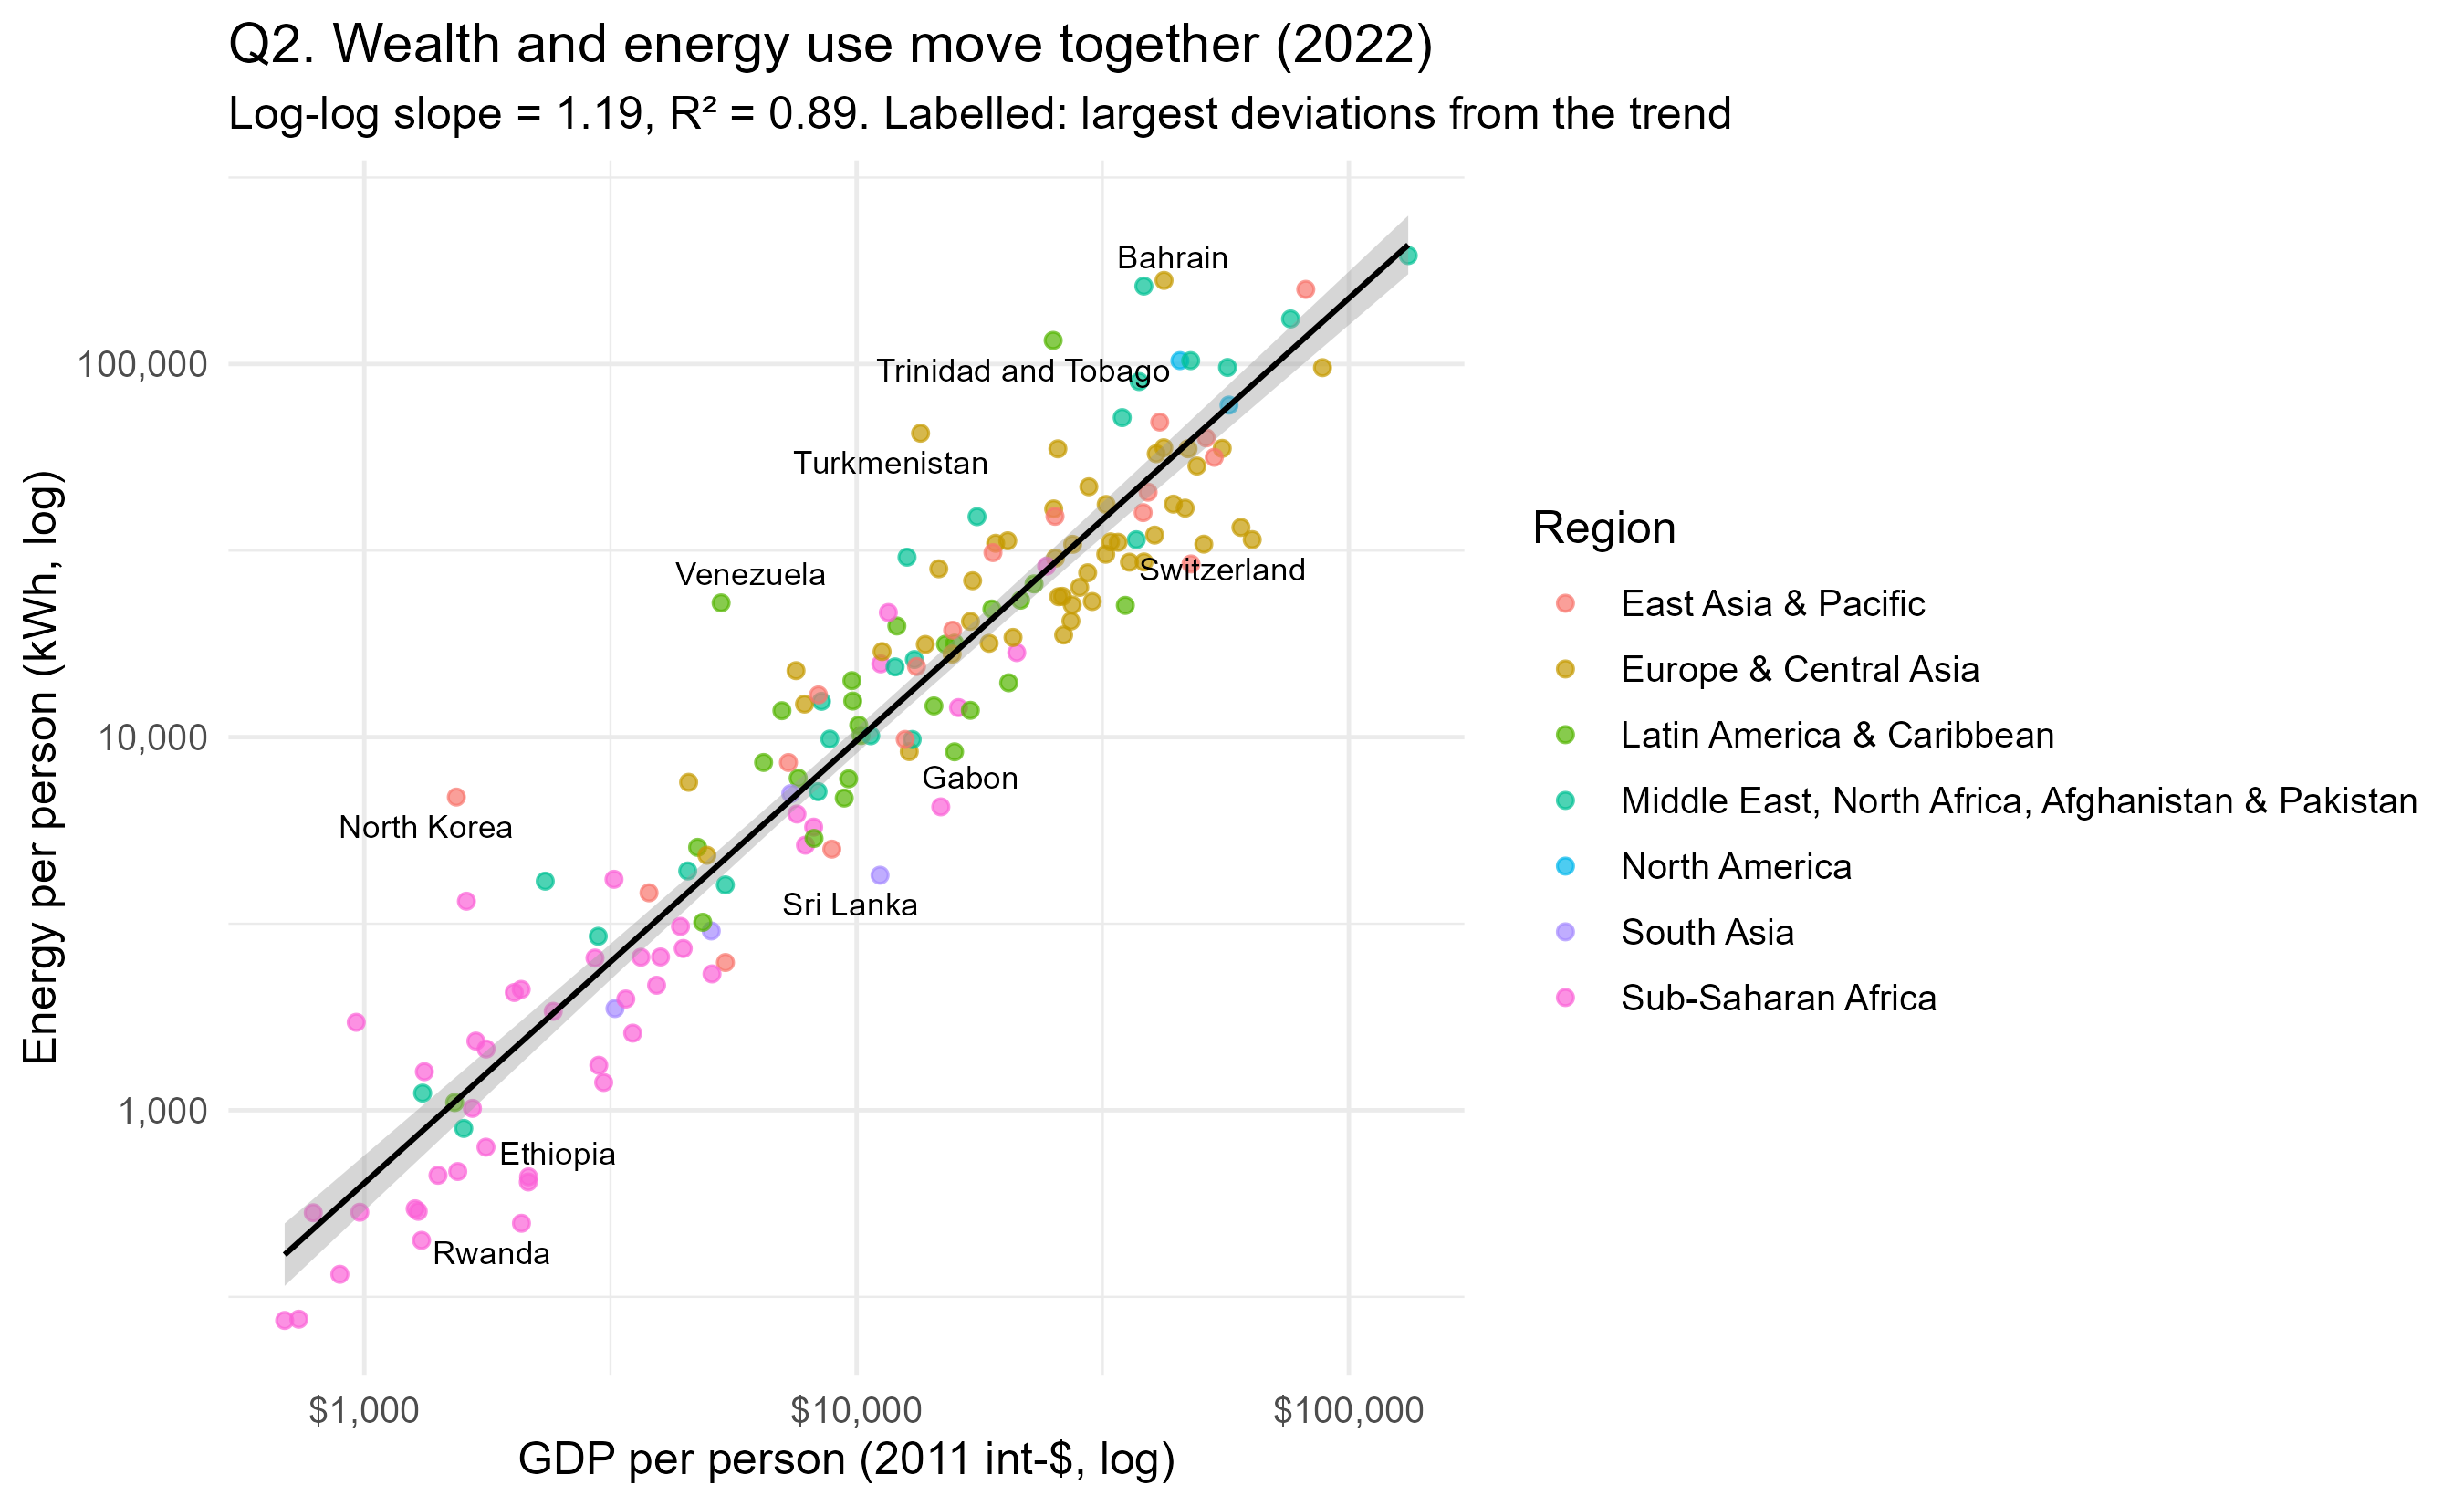 Q2. Wealth and energy use move together (2022)
Log-log slope = 1.19, R² = 0.89. Labelled: largest deviations from the trend
Energy per person (kWh, log)
100,000
10,000
1,000
Bahrain
Trinidad and Tobago
Turkmenistan
Venezuela
Switzerland
Gabon
North Korea
Sri Lanka
Ethiopia
Rwanda
$1,000
$10,000
$100,000
GDP per person (2011 int-$, log)
Region
East Asia & Pacific
Europe & Central Asia
Latin America & Caribbean
Middle East, North Africa, Afghanistan & Pakistan
North America
South Asia
Sub-Saharan Africa